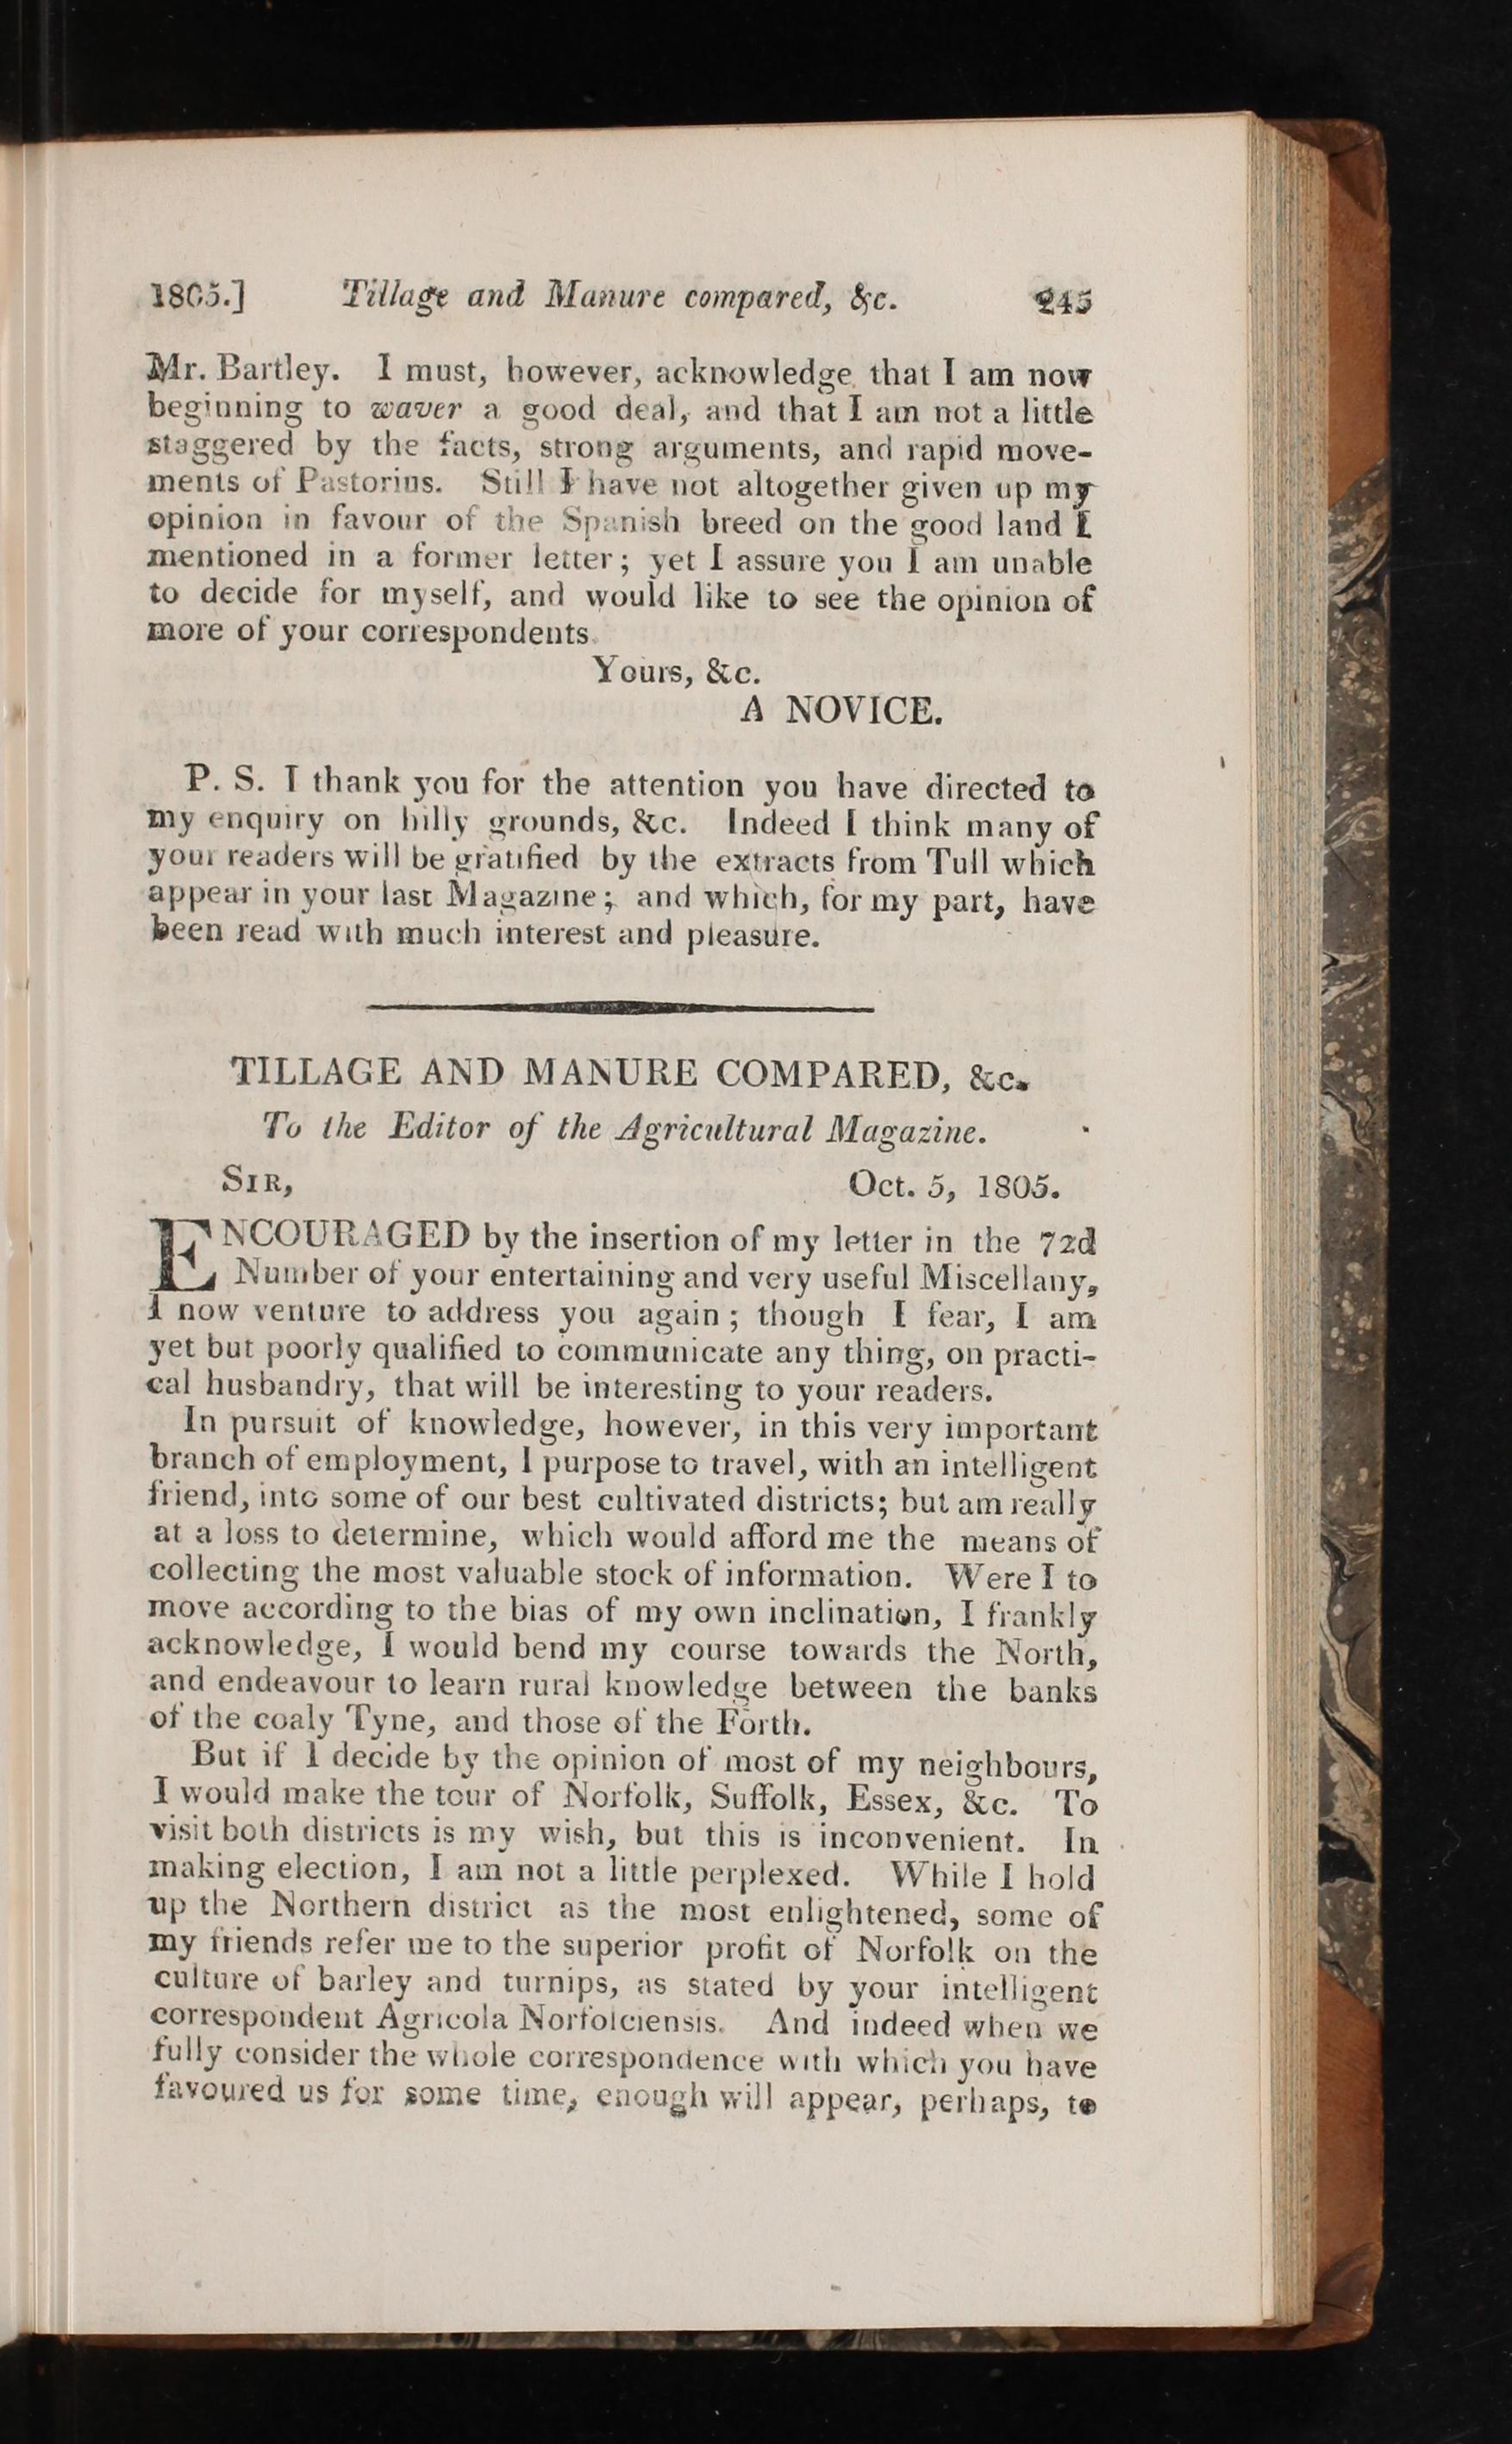 1805.] Tillage and Manure compared, &c. 245
Mr. Bartley. I must, however, acknowledge that I am now
beginning to waver a good deal, and that I am not a little
staggered by the facts, strong arguments, and rapid move-
ments of Pastorius. Still I have not altogether given up my
opinion in favour of the Spanish breed on the good land I
mentioned in a former letter; yet I assure you I am unable
to decide for myself, and would like to see the opinion of
more of your correspondents.
Yours, &c.
A NOVICE.
P. S. I thank you for the attention you have directed to
my enquiry on hilly grounds, &c. Indeed I think many of
your readers will be gratified by the extracts from Tull which
appear in your last Magazine; and which, for my part, have
been read with much interest and pleasure.
TILLAGE AND MANURE COMPARED, &c.
To the Editor of the Agricultural Magazine.
SIR, Oct. 5, 1805.
ENCOURAGED by the insertion of my letter in the 72d
Number of your entertaining and very useful Miscellany,
I now venture to address you again; though I fear, I am
yet but poorly qualified to communicate any thing, on practi-
cal husbandry, that will be interesting to your readers.
In pursuit of knowledge, however, in this very important
branch of employment, I purpose to travel, with an intelligent
friend, into some of our best cultivated districts; but am really
at a loss to determine, which would afford me the means of
collecting the most valuable stock of information. Were I to
move according to the bias of my own inclination, I frankly
acknowledge, I would bend my course towards the North,
and endeavour to learn rural knowledge between the banks
of the coaly Tyne, and those of the Forth.
But if I decide by the opinion of most of my neighbours,
I would make the tour of Norfolk, Suffolk, Essex, &c. To
visit both districts is my wish, but this is inconvenient. In
making election, I am not a little perplexed. While I hold
up the Northern district as the most enlightened, some of
my friends refer me to the superior profit of Norfolk on the
culture of barley and turnips, as stated by your intelligent
correspondent Agricola Norfolciensis. And indeed when we
fully consider the whole correspondence with which you have
favoured us for some time, enough will appear, perhaps, to